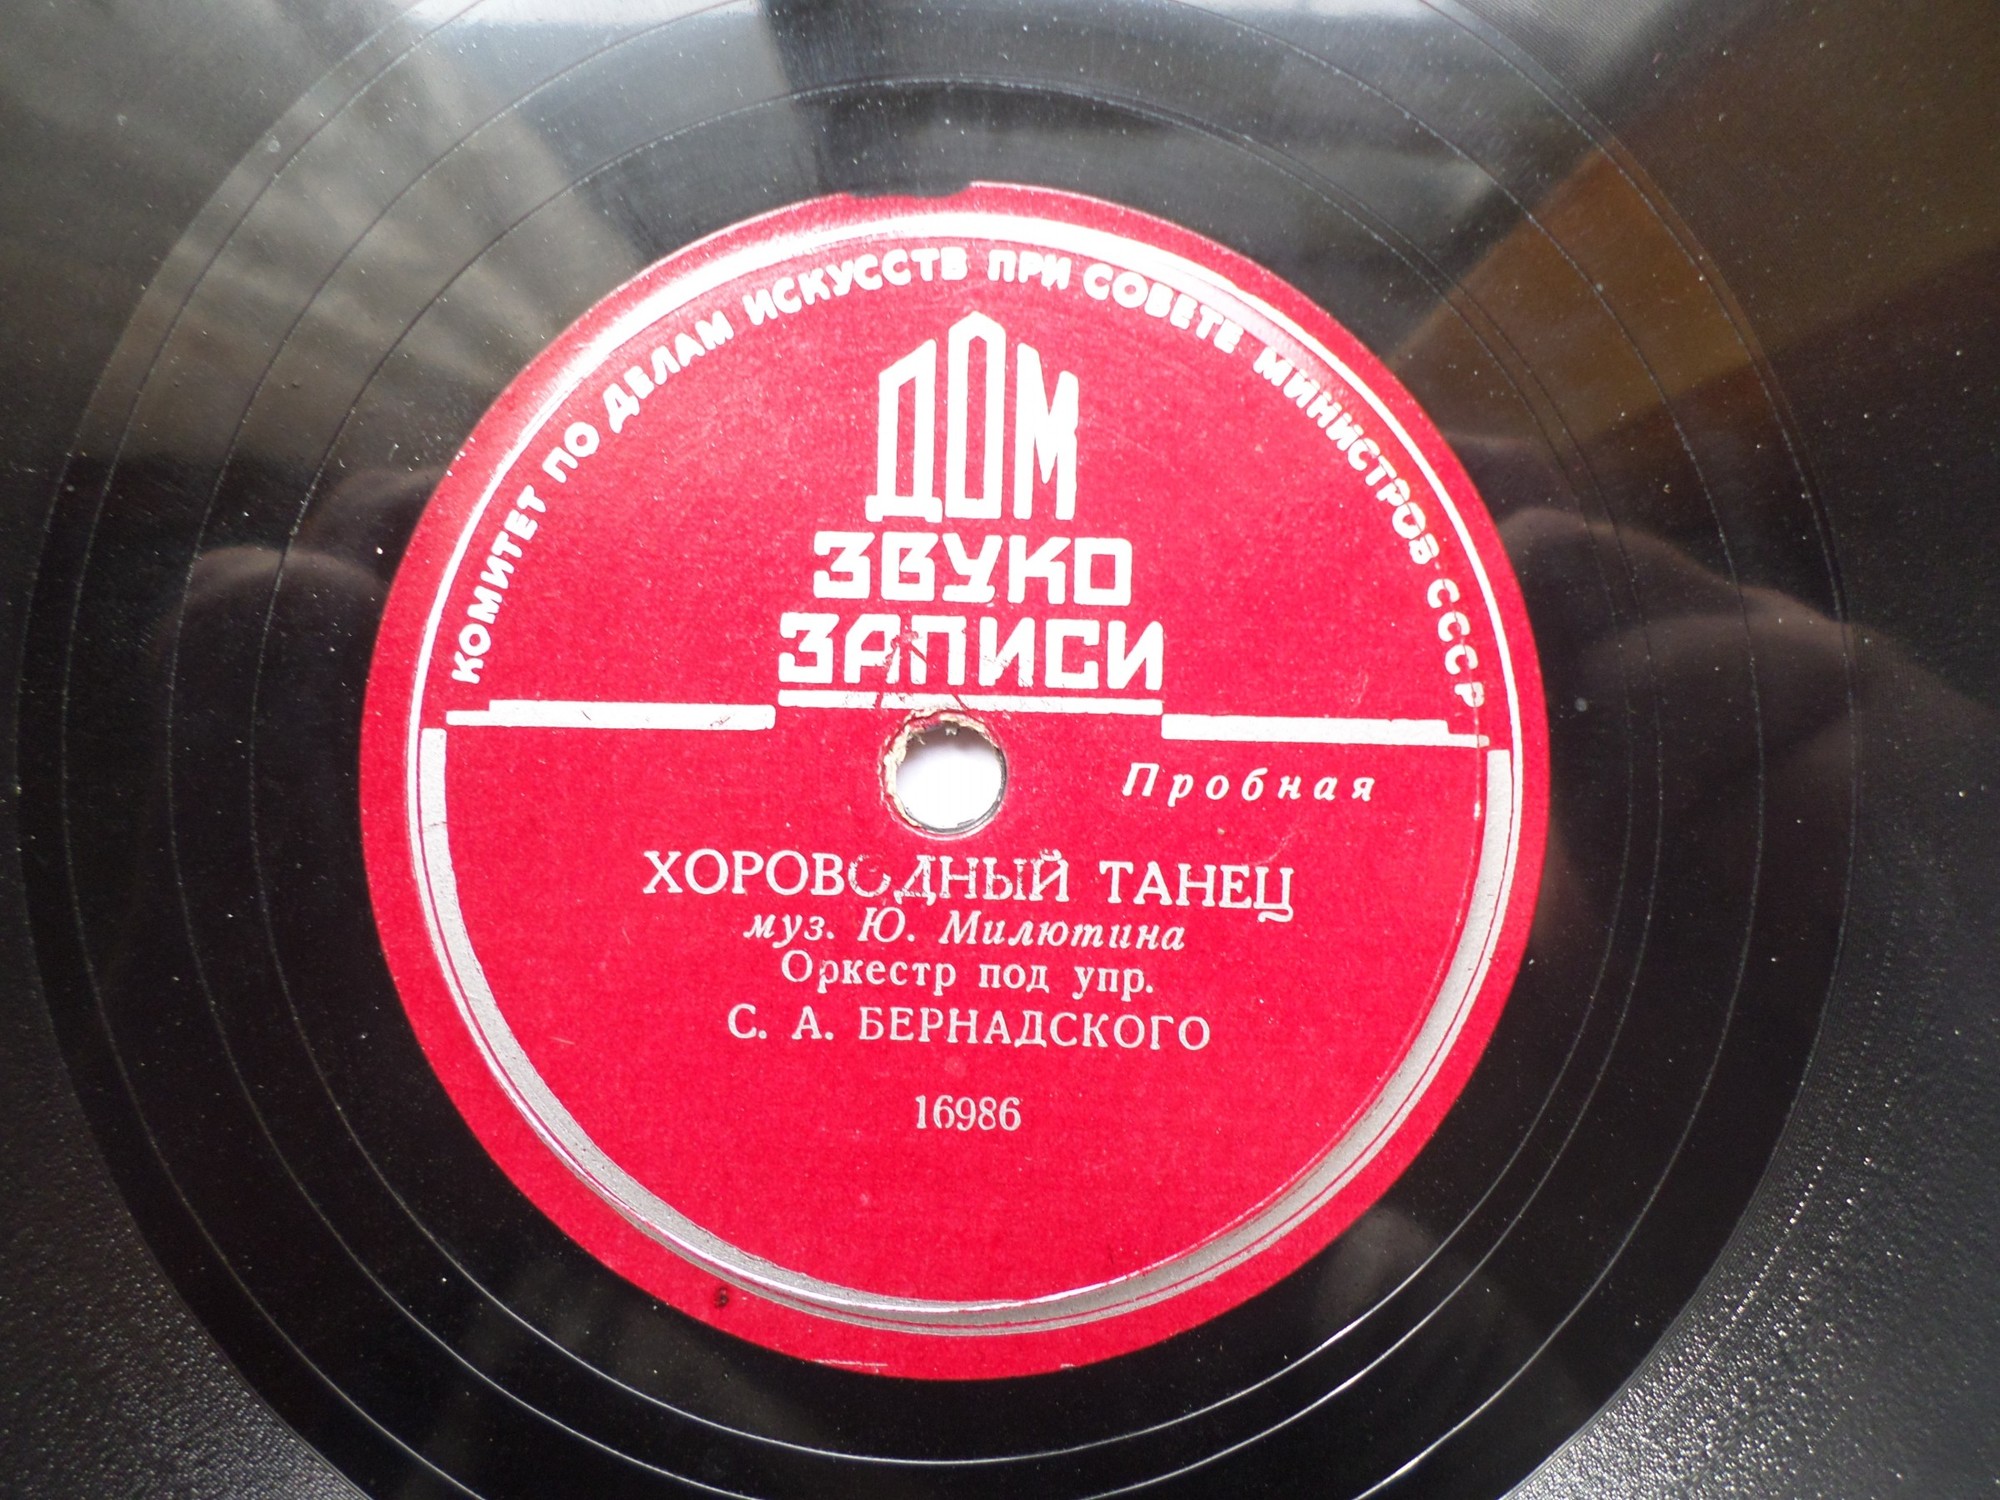 КОМИТЕТ ПО ДЕЛАМ ИСКУССТВ ПРИ СОВЕТЕ МИНИСТРОВ СССР
ДОМ
ЗВУКО
ЗАПИСИ
Пробная
ХОРОВОДНЫЙ ТАНЕЦ
муз. Ю. Милютина
Оркестр под упр.
С. А. БЕРНАДСКОГО
16986